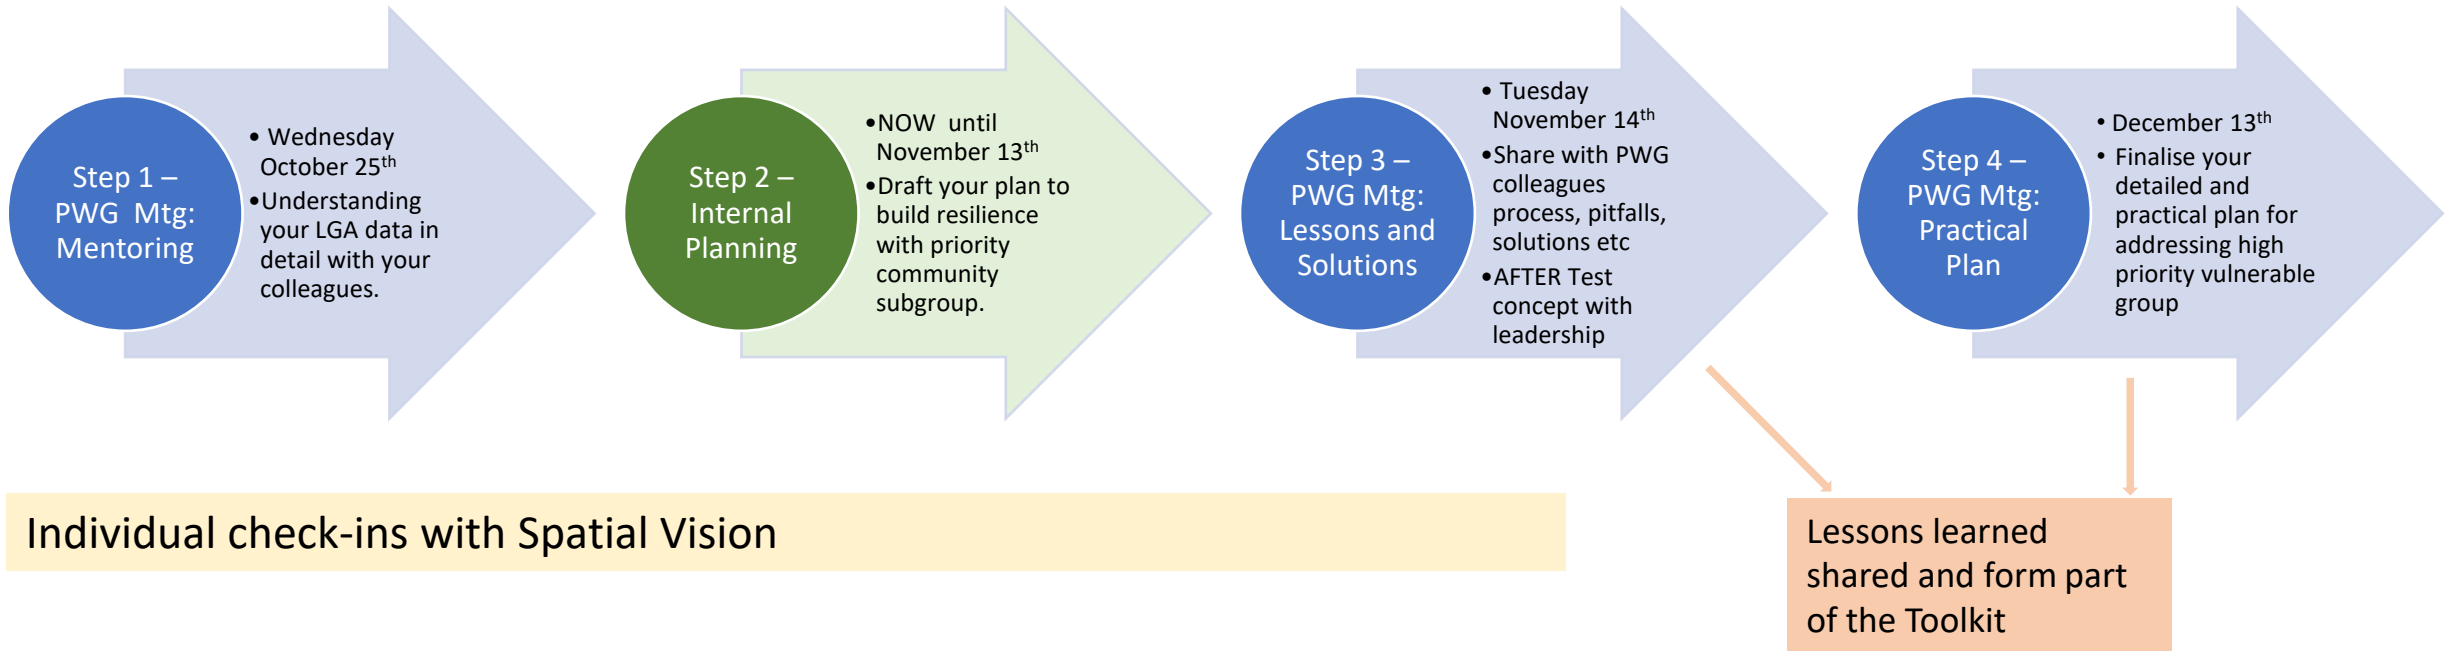 Step 1 –
PWG  Mtg:
Mentoring
• Wednesday
October 25th
•Understanding
your LGA data in
detail with your
colleagues.
Step 2 –
Internal
Planning
•NOW  until
November 13th
•Draft your plan to
build resilience
with priority
community
subgroup.
Step 3 –
PWG Mtg:
Lessons and
Solutions
• Tuesday
November 14th
•Share with PWG
colleagues
process, pitfalls,
solutions etc
•AFTER Test
concept with
leadership
Step 4 –
PWG Mtg:
Practical
Plan
• December 13th
• Finalise your
detailed and
practical plan for
addressing high
priority vulnerable
group
Individual check-ins with Spatial Vision
Lessons learned
shared and form part
of the Toolkit